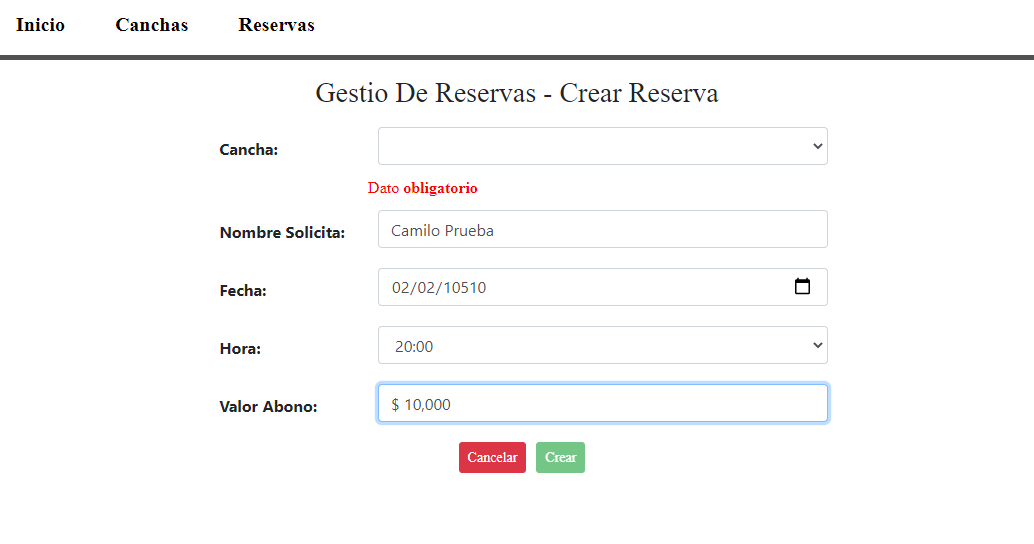 Inicio Canchas Reservas
Gestio De Reservas - Crear Reserva
Cancha:
Dato obligatorio
Nombre Solicita: Camilo Prueba
Fecha: 02/02/10510
Hora: 20:00
Valor Abono: $ 10,000
Cancelar Crear